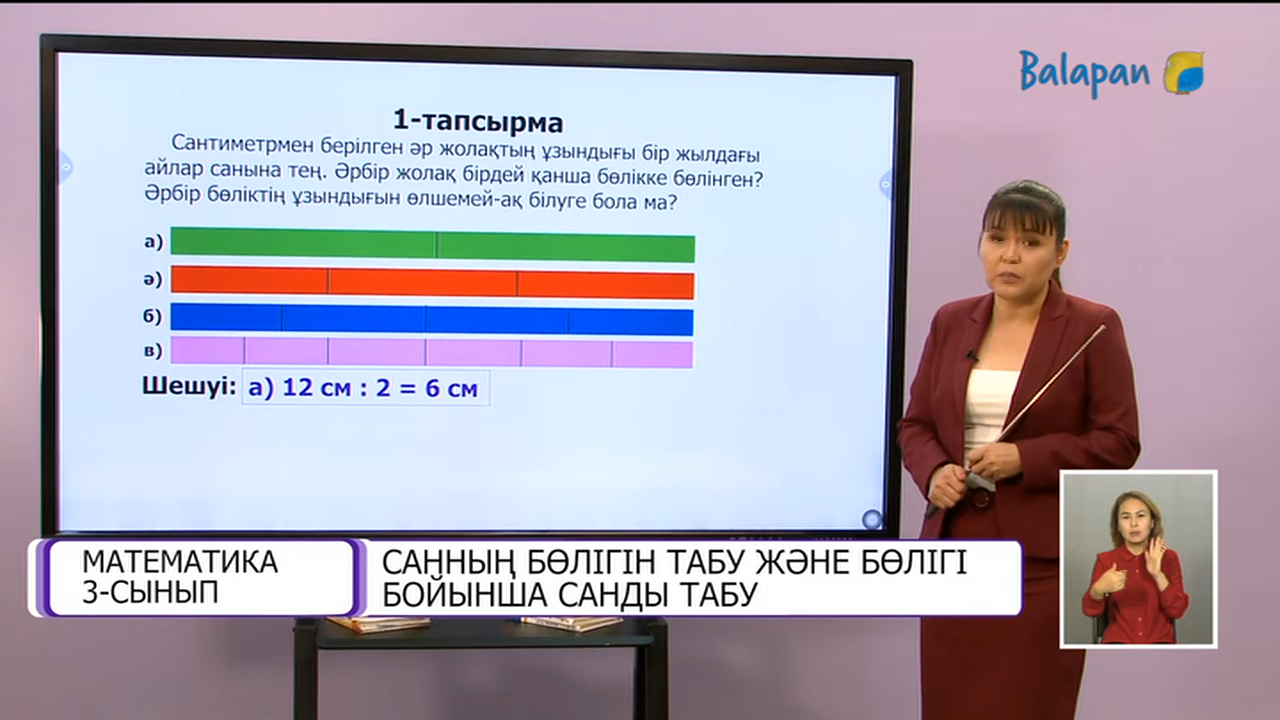 Balapan
1-тапсырма
Сантиметрмен берілген әр жолақтың ұзындығы бір жылдағы
айлар санына тең. Әрбір жолақ бірдей қанша бөлікке бөлінген?
Әрбір бөліктің ұзындығын өлшемей-ақ білуге бола ма?
а)
ә)
б)
в)
Шешуі: а) 12 см : 2 = 6 см
МАТЕМАТИКА
3-СЫНЫП
САННЫҢ БӨЛІГІН ТАБУ ЖӘНЕ БӨЛІГІ
БОЙЫНША САНДЫ ТАБУ